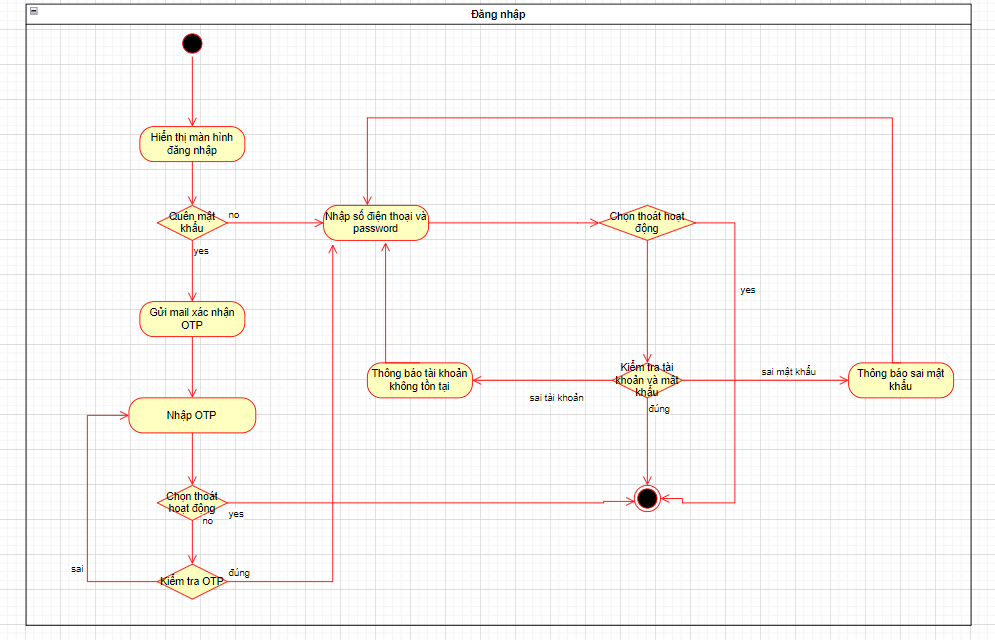 Đăng nhập
Hiển thị màn hình
đăng nhập
Quên mật
khẩu
no
yes
Nhập số điện thoại và
password
Chọn thoát hoạt
động
yes
Gửi mail xác nhận
OTP
Thông báo tài khoản
không tồn tại
sai tài khoản
Kiểm tra tài
khoản và mật
khẩu
sai mật khẩu
đúng
Thông báo sai mật
khẩu
Nhập OTP
Chọn thoát
hoạt động
yes
no
Kiểm tra OTP
đúng
sai